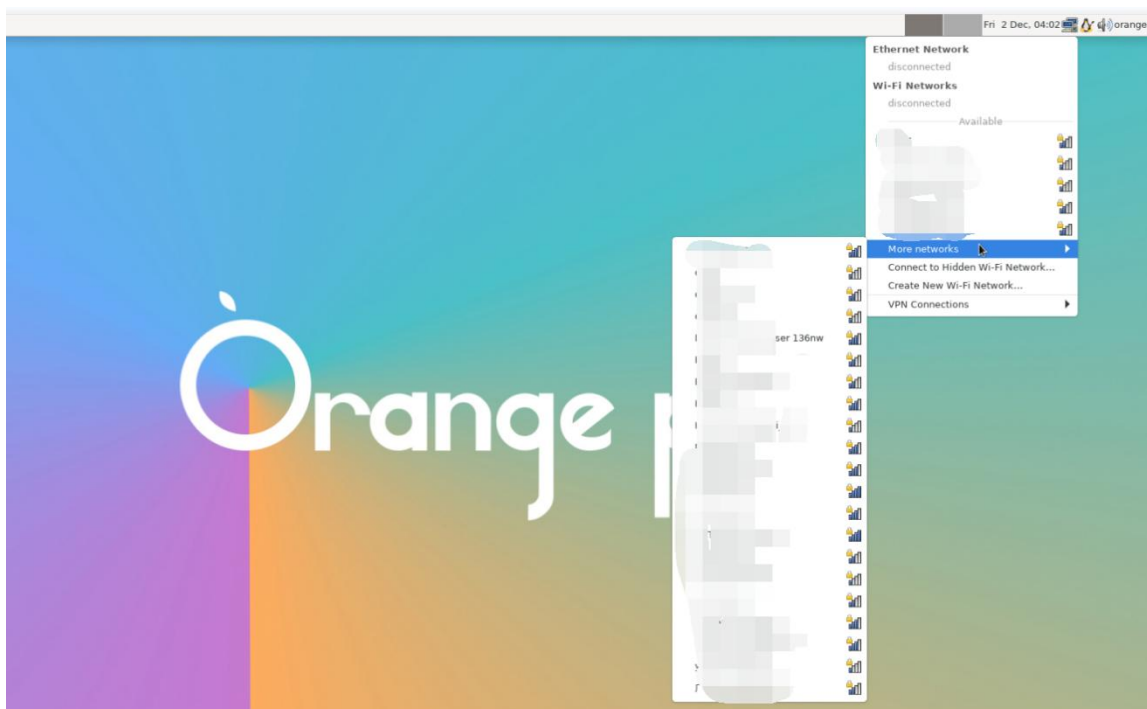 Fri 2 Dec, 04:02 orange
Ethernet Network
disconnected
Wi-Fi Networks
disconnected
Available
More networks
Connect to Hidden Wi-Fi Network...
Create New Wi-Fi Network...
VPN Connections
ser 136nw
Orange p